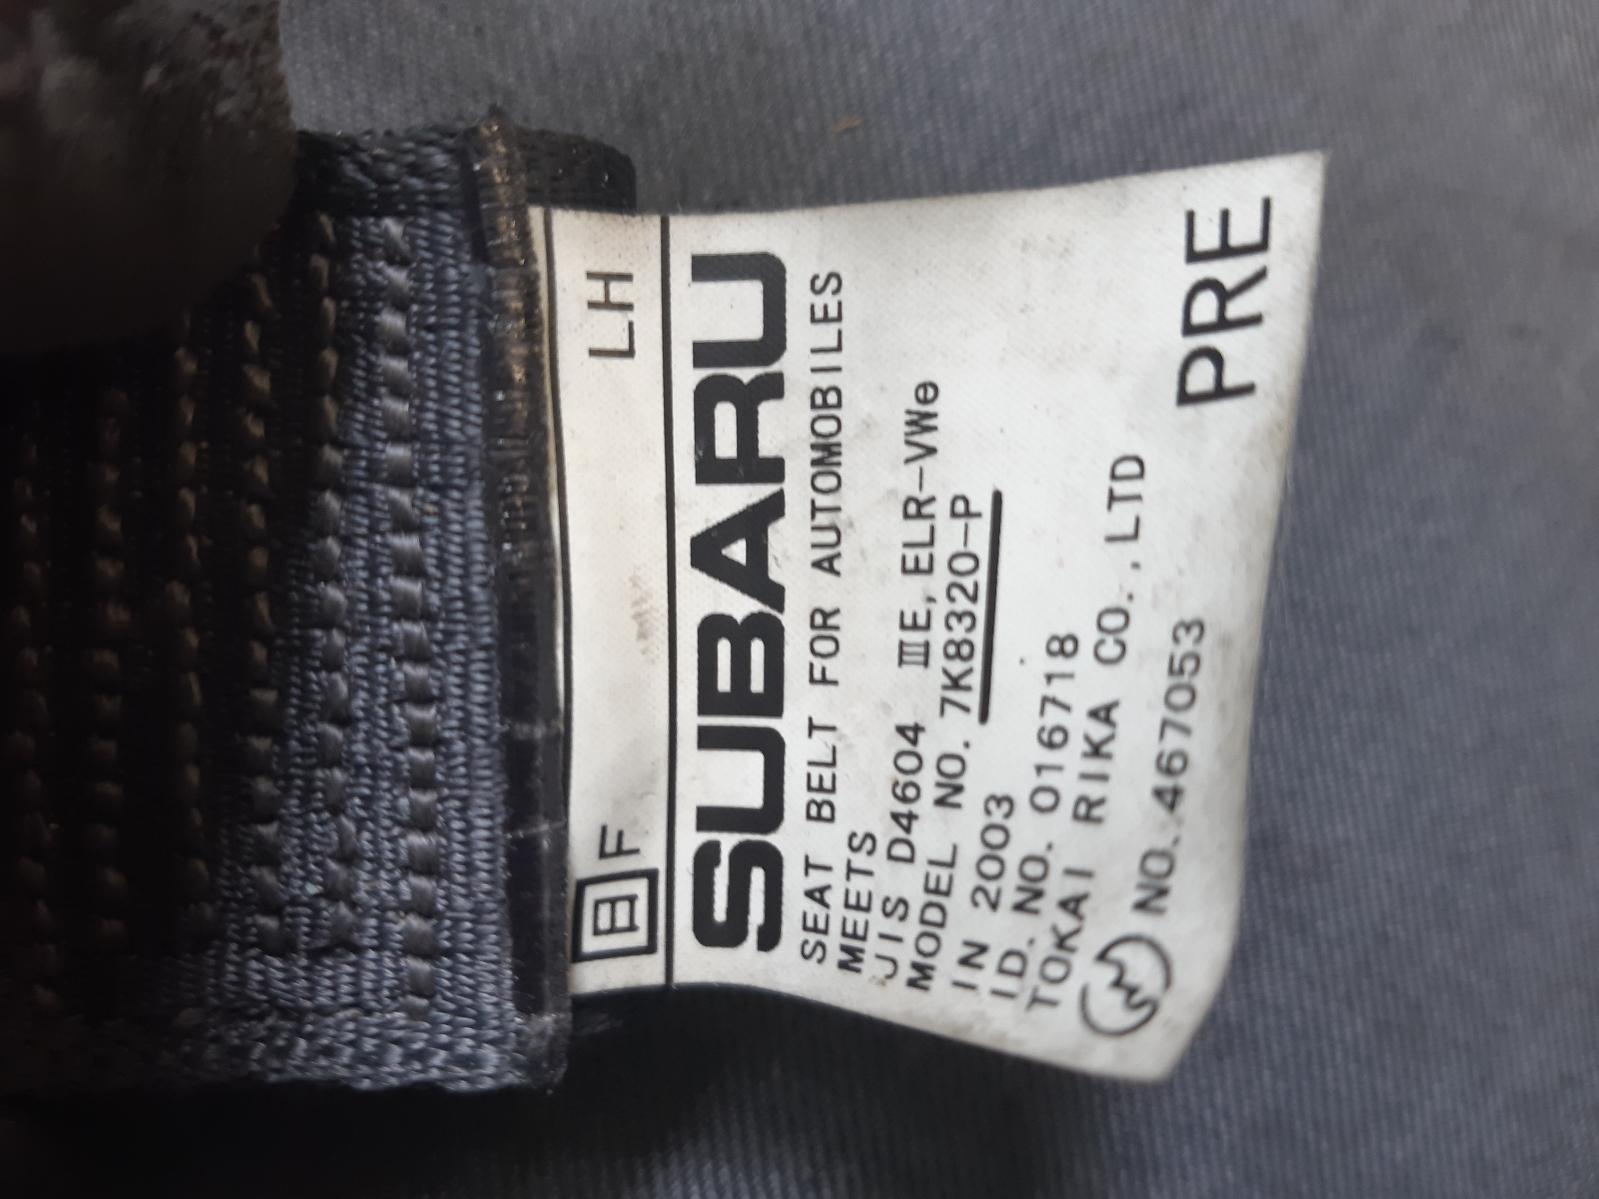 日 F LH
SUBARU
SEAT BELT FOR AUTOMOBILES
MEETS
JIS D4604 ⅢE, ELR-VWe
MODEL NO. 7K8320-P
IN 2003
ID. NO. 016718
TOKAI RIKA CO., LTD
NO. 467053
PRE